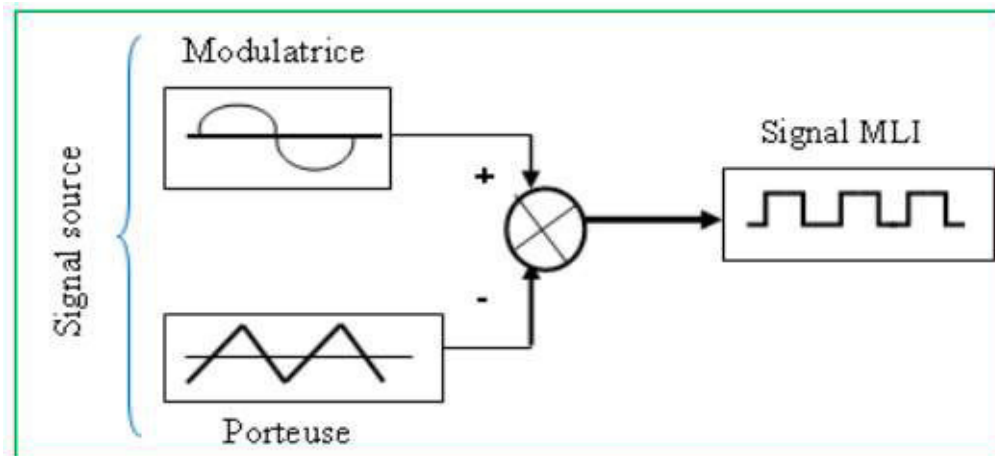 Modulatrice
Signal source
+
Signal MLI
-
Porteuse